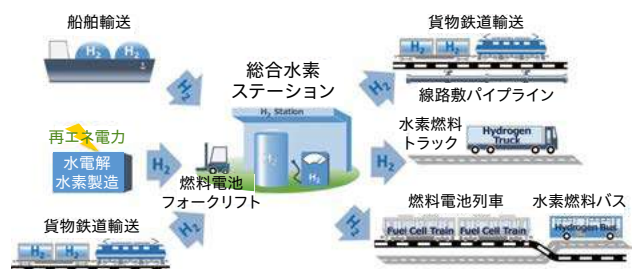 船舶輸送
H₂ H₂
H₂
再エネ電力
水電解
水素製造
H₂
貨物鉄道輸送
H₂ H₂
H₂
総合水素
ステーション
H₂ Station
H₂
H₂
燃料電池
フォークリフト
H₂
貨物鉄道輸送
H₂ H₂
線路敷パイプライン
H₂
水素燃料
トラック
Hydrogen
Truck
H₂
燃料電池列車
Fuel Cell Train Fuel Cell Train
水素燃料バス
Hydrogen Bus